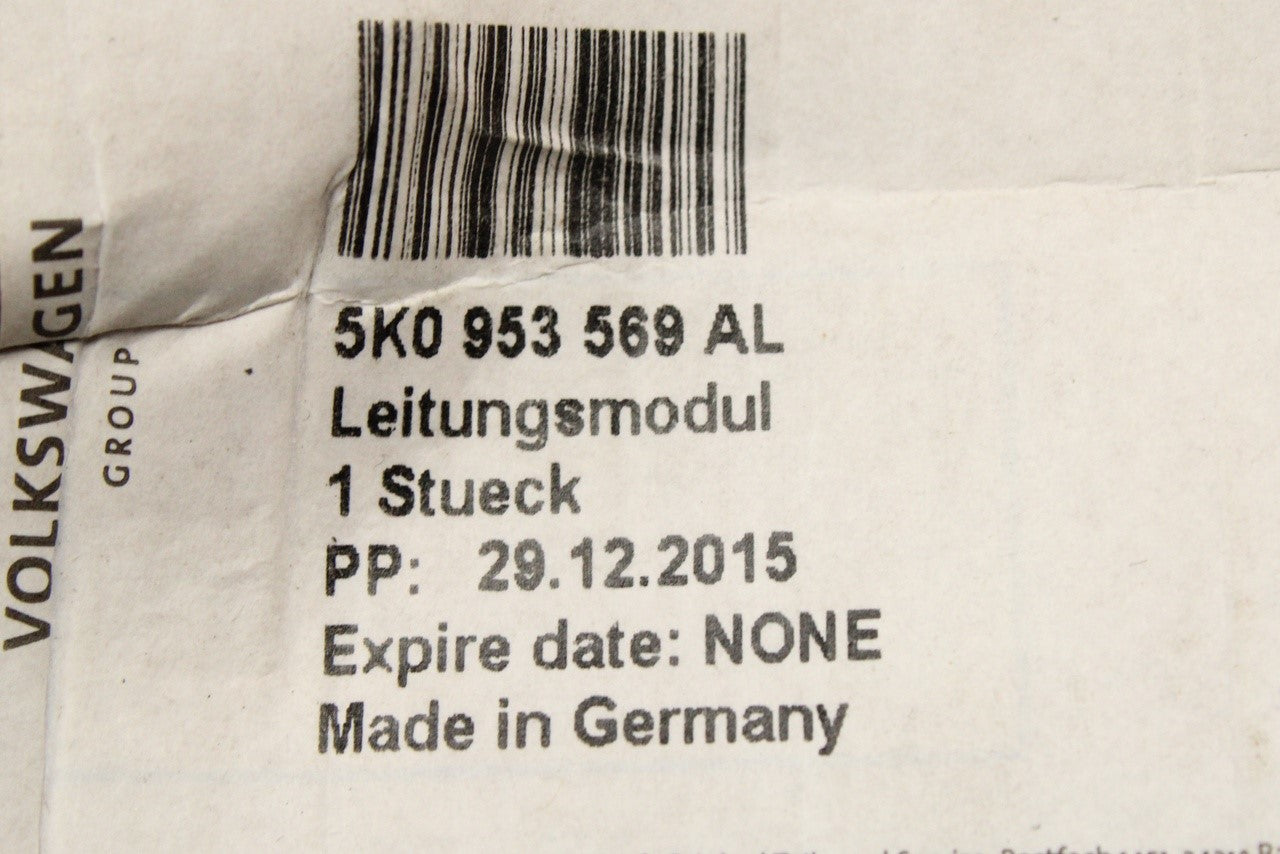 VOLKSWAGEN
GROUP
5K0 953 569 AL
Leitungsmodul
1 Stueck
PP: 29.12.2015
Expire date: NONE
Made in Germany